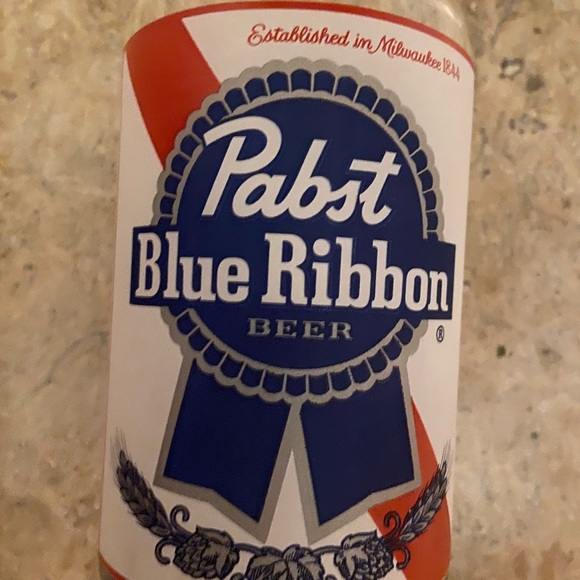 Established in Milwaukee 1844
Pabst
Blue Ribbon
BEER
®